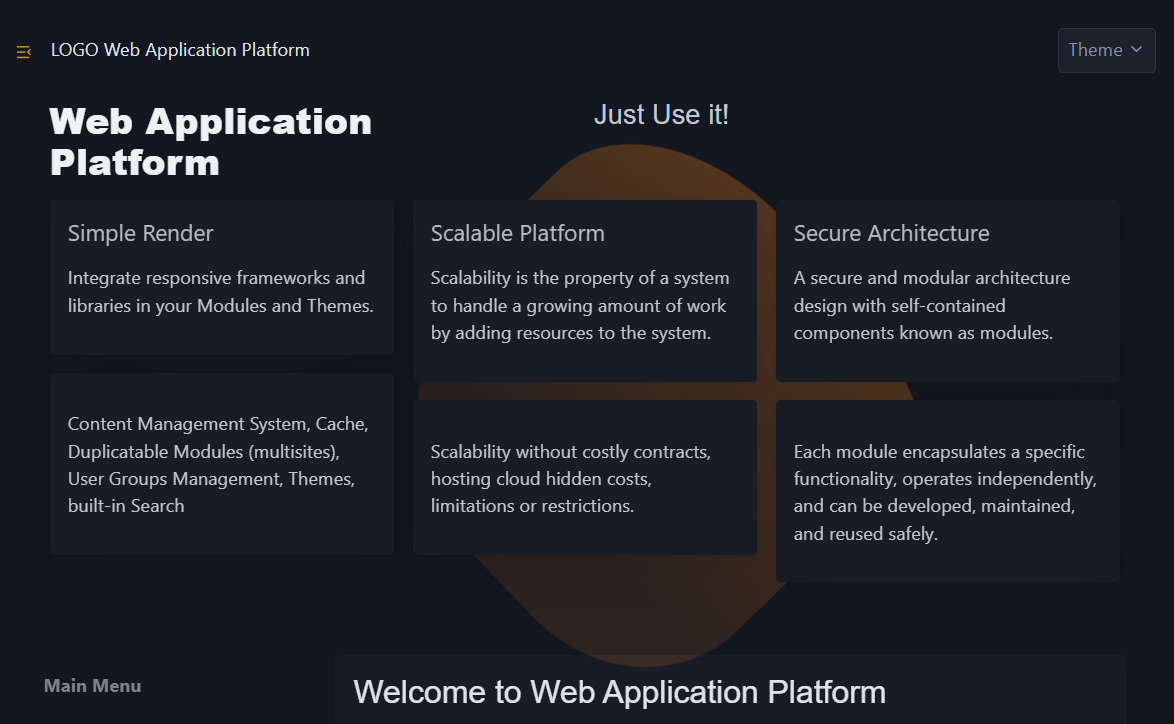 LOGO Web Application Platform
Theme
Web Application
Platform
Just Use it!
Simple Render
Integrate responsive frameworks and
libraries in your Modules and Themes.
Content Management System, Cache,
Duplicatable Modules (multisites),
User Groups Management, Themes,
built-in Search
Scalable Platform
Scalability is the property of a system
to handle a growing amount of work
by adding resources to the system.
Scalability without costly contracts,
hosting cloud hidden costs,
limitations or restrictions.
Secure Architecture
A secure and modular architecture
design with self-contained
components known as modules.
Each module encapsulates a specific
functionality, operates independently,
and can be developed, maintained,
and reused safely.
Main Menu
Welcome to Web Application Platform